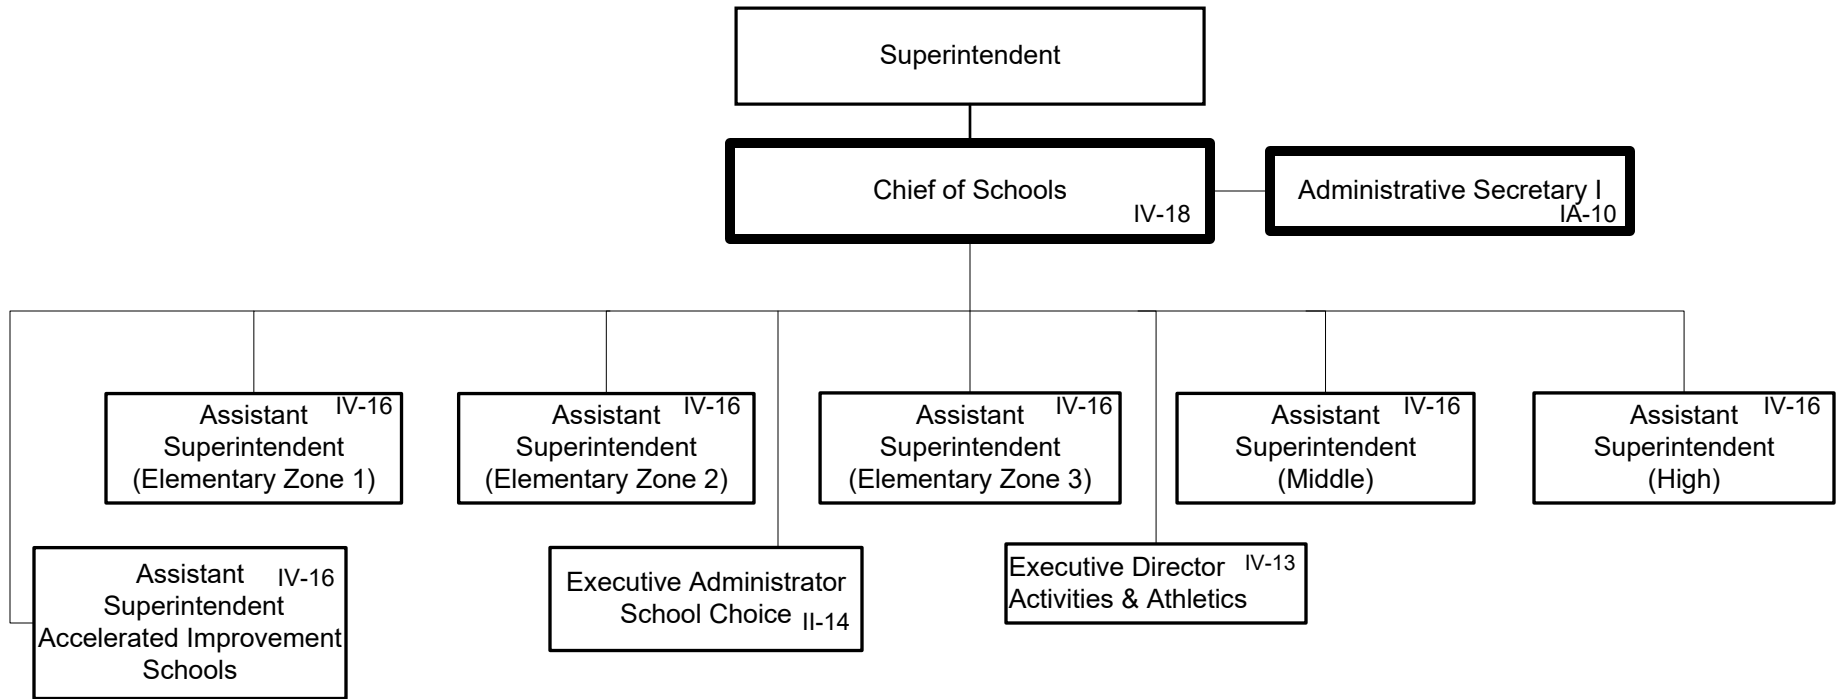 Superintendent
Chief of Schools
IV-18
Administrative Secretary I
IA-10
Assistant IV-16
Superintendent
(Elementary Zone 1)
Assistant IV-16
Superintendent
(Elementary Zone 2)
Assistant IV-16
Superintendent
(Elementary Zone 3)
Assistant IV-16
Superintendent
(Middle)
Assistant IV-16
Superintendent
(High)
Assistant IV-16
Superintendent
Accelerated Improvement
Schools
Executive Administrator
School Choice II-14
Executive Director IV-13
Activities & Athletics